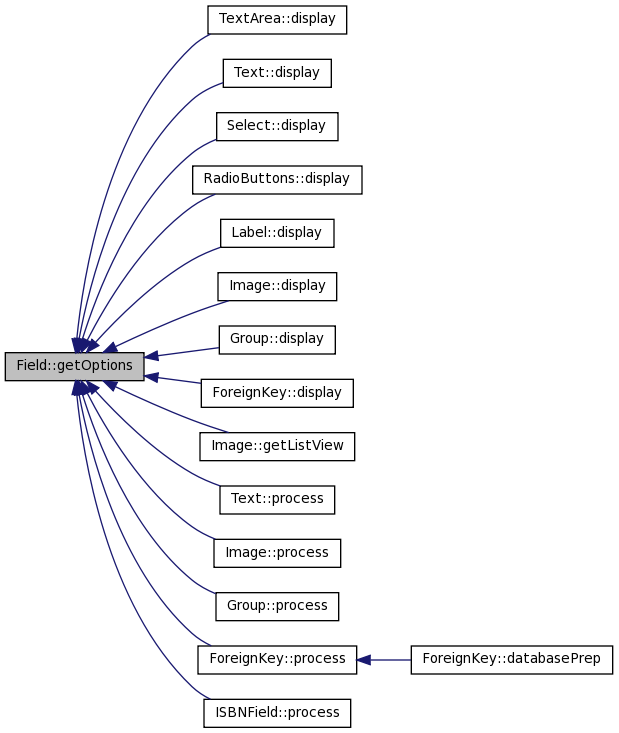 TextArea::display
Text::display
Select::display
RadioButtons::display
Label::display
Image::display
Group::display
Field::getOptions
ForeignKey::display
Image::getListView
Text::process
Image::process
Group::process
ForeignKey::process
ForeignKey::databasePrep
ISBNField::process